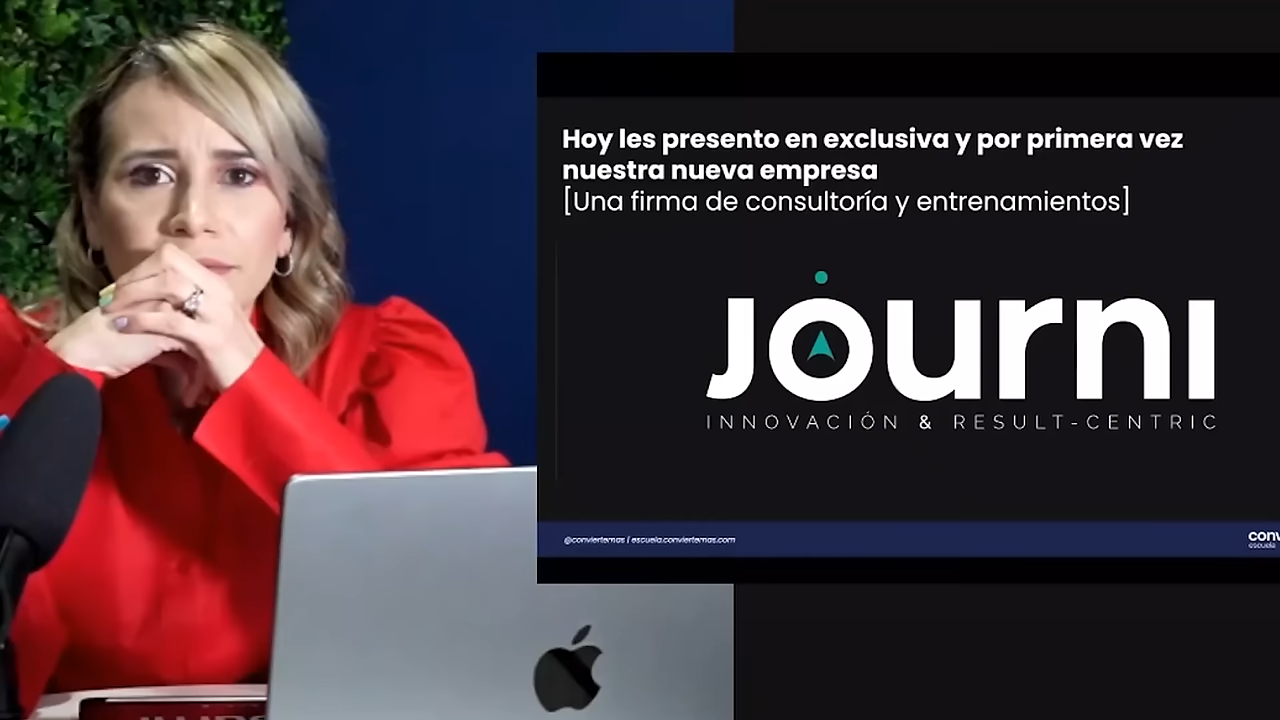 Hoy les presento en exclusiva y por primera vez
nuestra nueva empresa
[Una firma de consultoría y entrenamientos]
Journi
INNOVACIÓN & RESULT-CENTRIC
@conviertemas | escuela.conviertemas.com
escuela